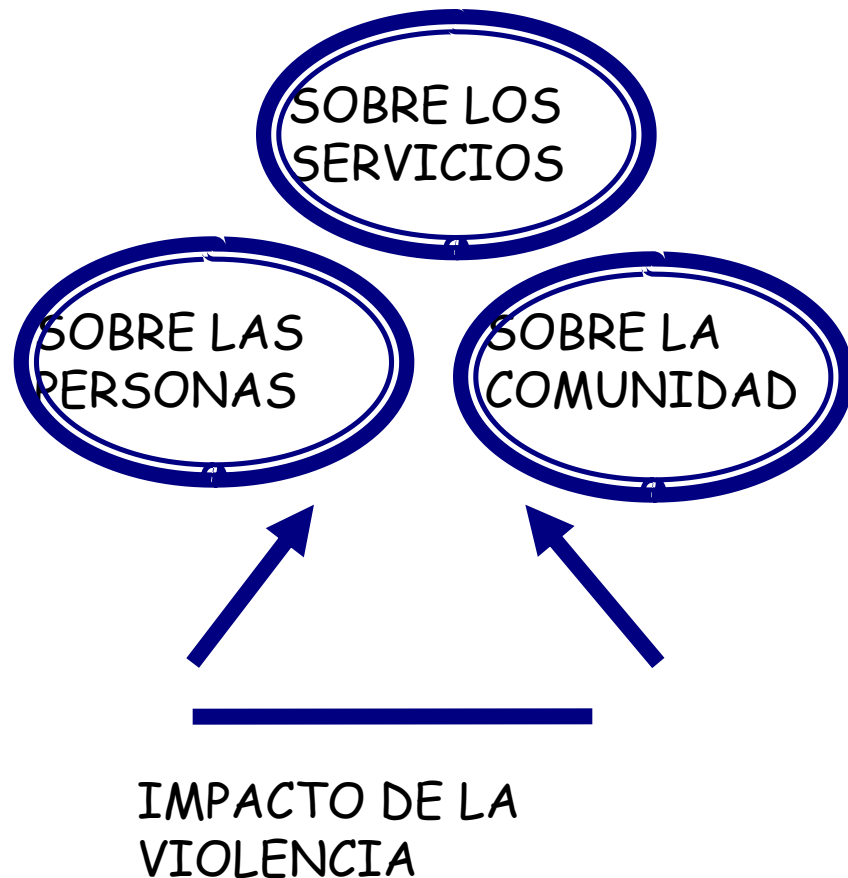 SOBRE LOS
SERVICIOS
SOBRE LAS
PERSONAS
SOBRE LA
COMUNIDAD
IMPACTO DE LA
VIOLENCIA